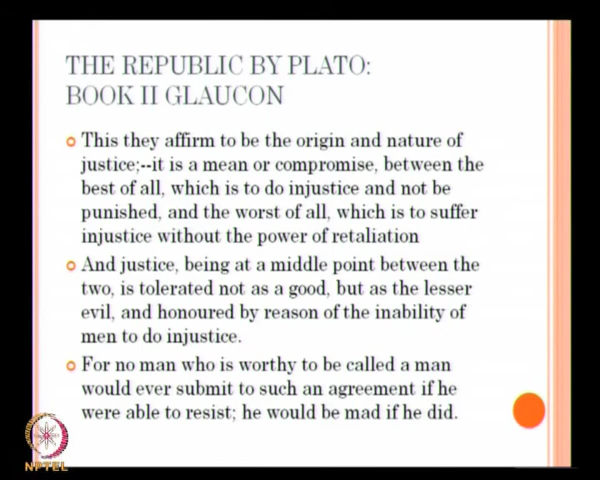 THE REPUBLIC BY PLATO:
BOOK II GLAUCON
This they affirm to be the origin and nature of
justice;--it is a mean or compromise, between the
best of all, which is to do injustice and not be
punished, and the worst of all, which is to suffer
injustice without the power of retaliation
And justice, being at a middle point between the
two, is tolerated not as a good, but as the lesser
evil, and honoured by reason of the inability of
men to do injustice.
For no man who is worthy to be called a man
would ever submit to such an agreement if he
were able to resist; he would be mad if he did.
NPTEL